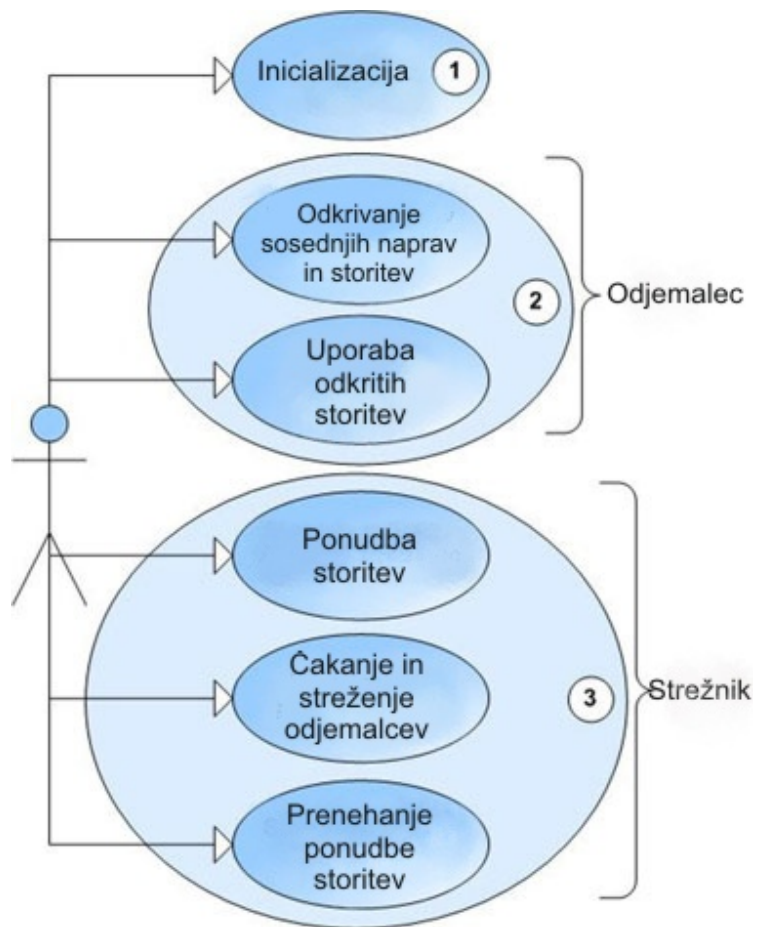 Inicializacija
1
Odkrivanje
sosednjih naprav
in storitev
2
Odjemalec
Uporaba
odkritih
storitev
Ponudba
storitev
Čakanje in
streženje
odjemalcev
3
Strežnik
Prenehanje
ponudbe
storitev